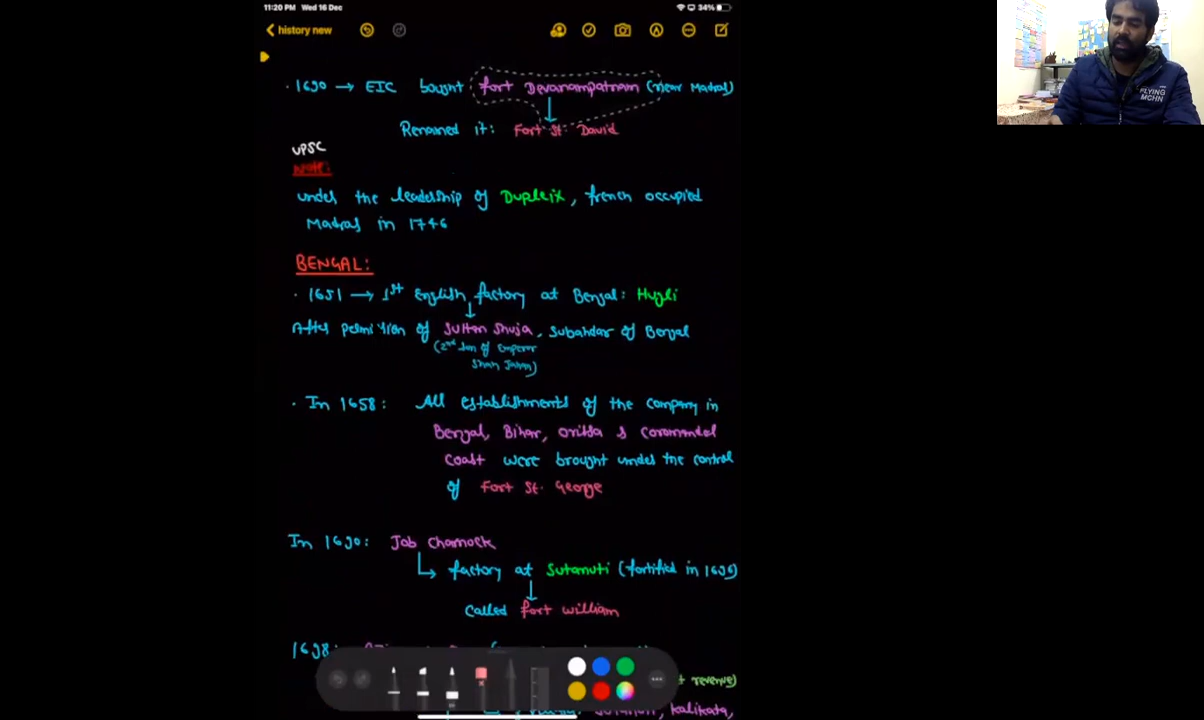 11:20 PM Wed 16 Dec
34%
history new
· 1690 → EIC bought fort Devanampatnam (near Madras)
Renamed it: Fort St. David
UPSC
Note:
under the leadership of Dupleix, french occupied
Madras in 1746
BENGAL:
· 1651 → 1st English factory at Bengal: Hugli
After permission of Sultan Shuja, Subahdar of Bengal
(2nd son of Emperor
Shah Jahan)
· In 1658: All establishments of the company in
Bengal, Bihar, Orissa & Coromandel
Coast were brought under the control
of Fort St. George
In 1690: Job Charnock
factory at Sutanuti (fortified in 1696)
Called fort william
1698:
+ revenue)
Sutanuti, Kalikata,
FLYING
MCHN